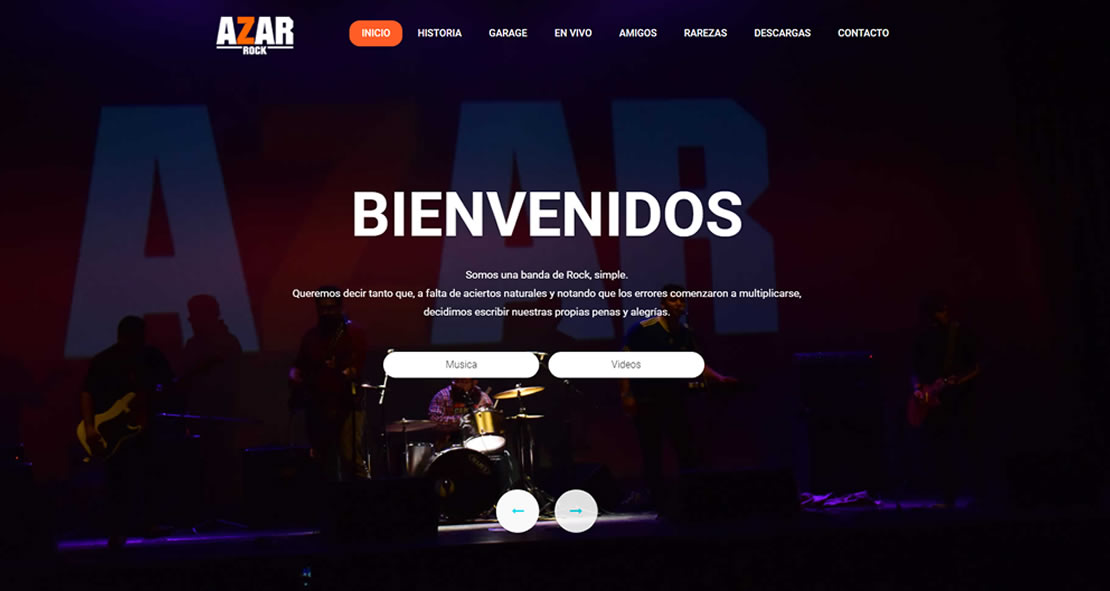 AZAR
ROCK
INICIO HISTORIA GARAGE EN VIVO AMIGOS RAREZAS DESCARGAS CONTACTO
AZAR
BIENVENIDOS
Somos una banda de Rock, simple.
Queremos decir tanto que, a falta de aciertos naturales y notando que los errores comenzaron a multiplicarse,
decidimos escribir nuestras propias penas y alegrías.
Musica Videos